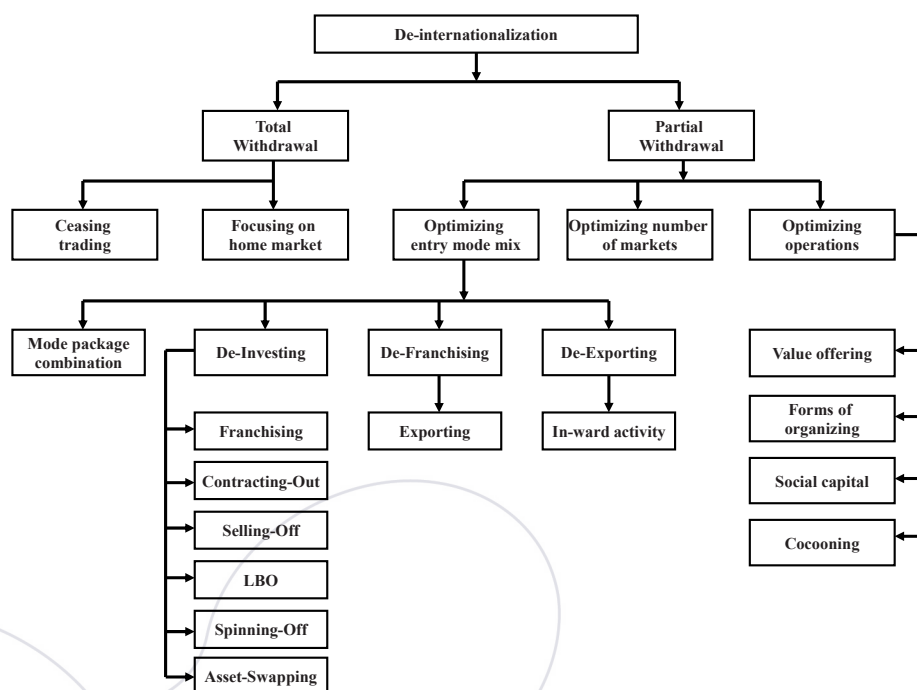 De-internationalization
Total
Withdrawal
Partial
Withdrawal
Ceasing
trading
Focusing on
home market
Optimizing
entry mode mix
Optimizing number
of markets
Optimizing
operations
Mode package
combination
De-Investing
De-Franchising
De-Exporting
Value offering
Franchising
Exporting
In-ward activity
Forms of
organizing
Contracting-Out
Social capital
Selling-Off
Cocooning
LBO
Spinning-Off
Asset-Swapping